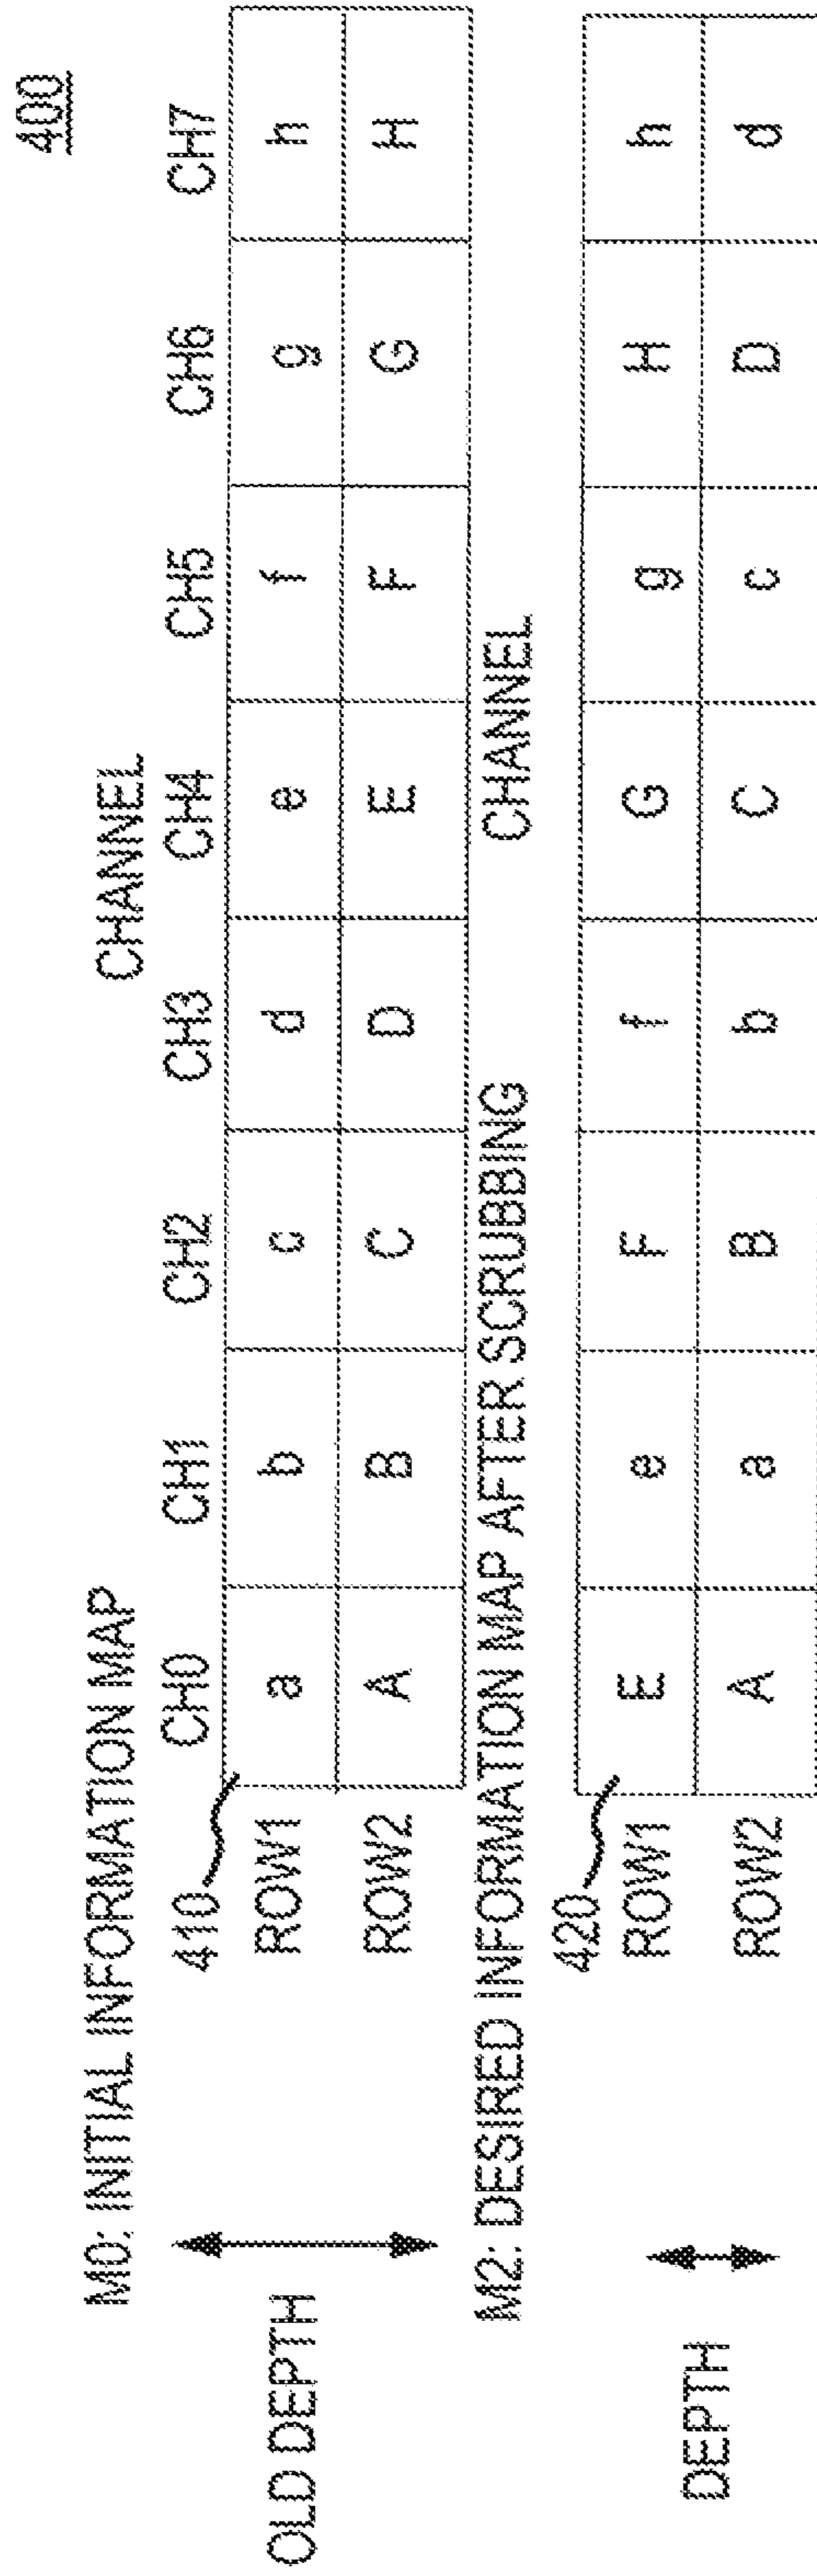 400
M0: INITIAL INFORMATION MAP
CHANNEL
CH0 CH1 CH2 CH3 CH4 CH5 CH6 CH7
410
OLD DEPTH
ROW1 a b c d e f g h
ROW2 A B C D E F G H
M2: DESIRED INFORMATION MAP AFTER SCRUBBING
CHANNEL
420
DEPTH
ROW1 E e F f G g H h
ROW2 A a B b C c D d